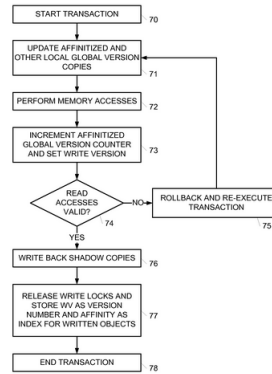 START TRANSACTION
70
UPDATE AFFINITIZED AND
OTHER LOCAL GLOBAL VERSION
COPIES
71
PERFORM MEMORY ACCESSES
72
INCREMENT AFFINITIZED
GLOBAL VERSION COUNTER
AND SET WRITE VERSION
73
READ
ACCESSES
VALID?
74
NO
ROLLBACK AND RE-EXECUTE
TRANSACTION
75
YES
WRITE BACK SHADOW COPIES
76
RELEASE WRITE LOCKS AND
STORE WV AS VERSION
NUMBER AND AFFINITY AS
INDEX FOR WRITTEN OBJECTS
77
END TRANSACTION
78